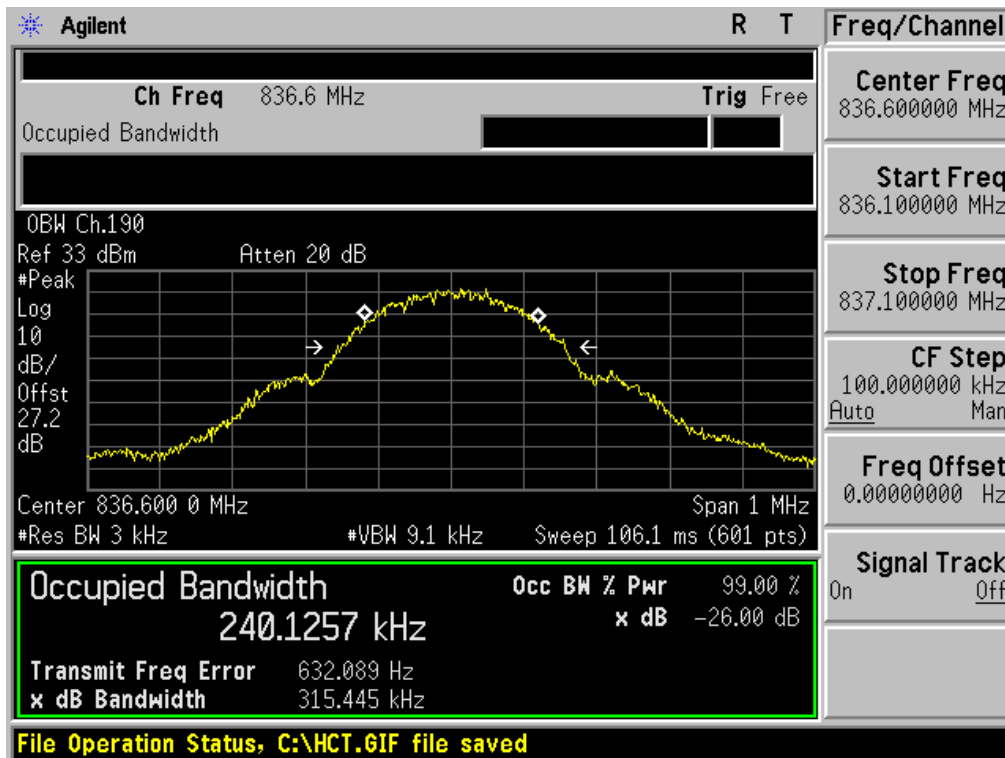 Agilent R T
Ch Freq 836.6 MHz Trig Free
Occupied Bandwidth
OBW Ch.190
Ref 33 dBm Atten 20 dB
#Peak
Log
10
dB/
Offst
27.2
dB
Center 836.600 0 MHz Span 1 MHz
#Res BW 3 kHz #VBW 9.1 kHz Sweep 106.1 ms (601 pts)
Occupied Bandwidth
240.1257 kHz
Occ BW % Pwr 99.00 %
x dB -26.00 dB
Transmit Freq Error 632.089 Hz
x dB Bandwidth 315.445 kHz
File Operation Status, C:\HCT.GIF file saved
Freq/Channel
Center Freq
836.600000 MHz
Start Freq
836.100000 MHz
Stop Freq
837.100000 MHz
CF Step
100.000000 kHz
Auto Man
Freq Offset
0.00000000 Hz
Signal Track
On Off